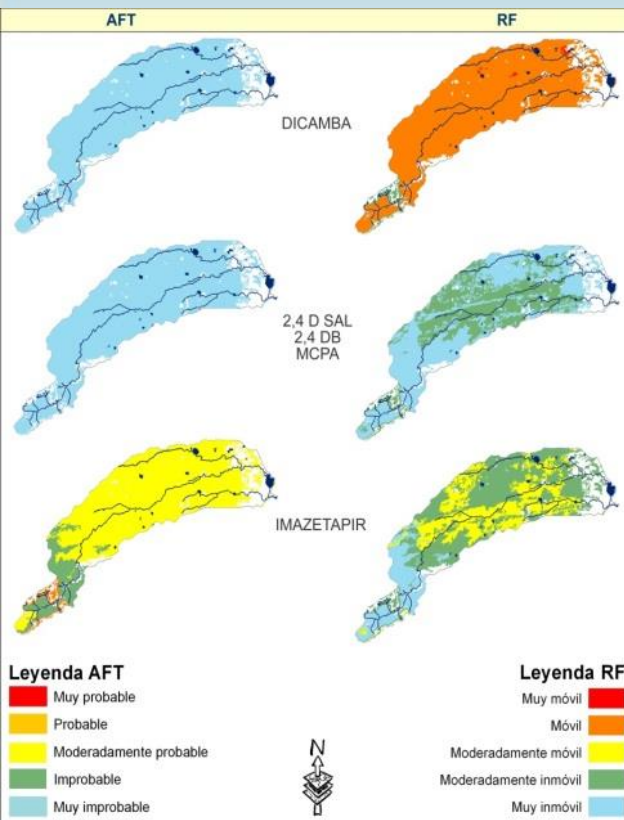 AFT
RF
DICAMBA
2,4 D SAL
2,4 DB
MCPA
IMAZETAPIR
Leyenda AFT
Muy probable
Probable
Moderadamente probable
Improbable
Muy improbable
N
Leyenda RF
Muy móvil
Móvil
Moderadamente móvil
Moderadamente inmóvil
Muy inmóvil